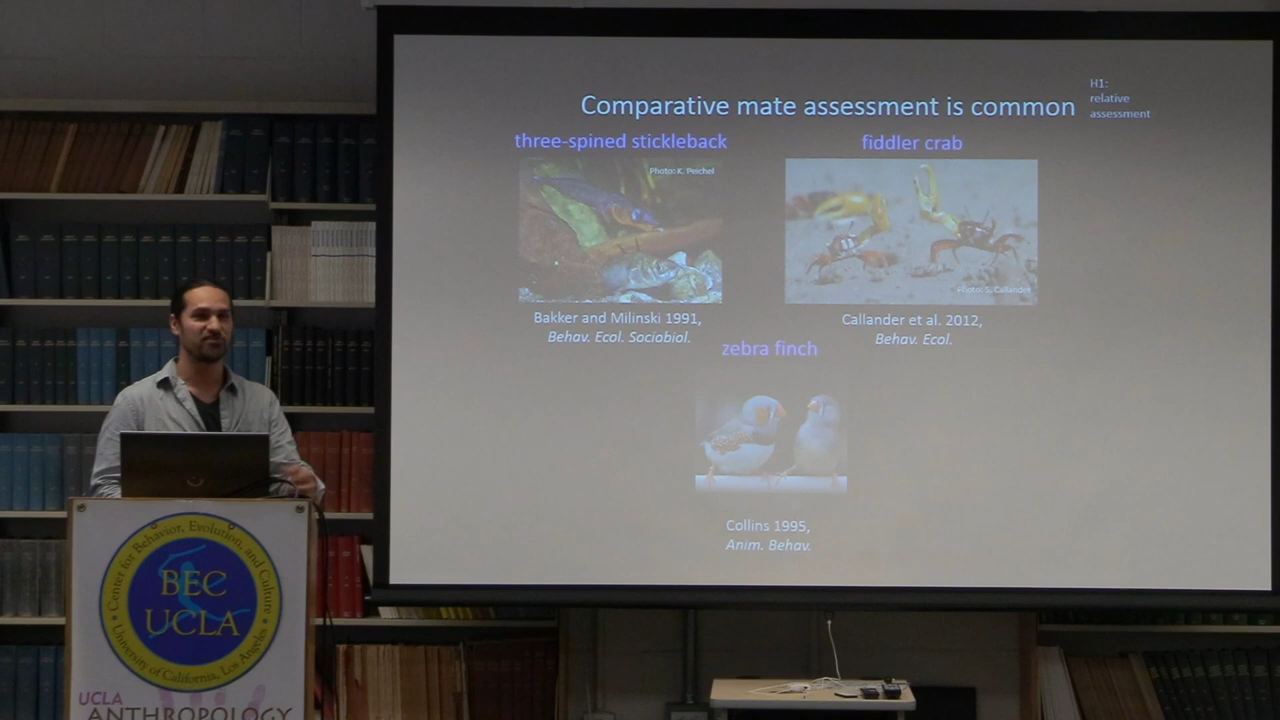 Comparative mate assessment is common
H1:
relative
assessment
three-spined stickleback
fiddler crab
Photo: K. Peichel
Photo: S. Callander
Bakker and Milinski 1991,
Behav. Ecol. Sociobiol.
Callander et al. 2012,
Behav. Ecol.
zebra finch
Collins 1995,
Anim. Behav.
Center for Behavior, Evolution, and Culture
BEC
UCLA
University of California, Los Angeles
UCLA
ANTHROPOLOGY